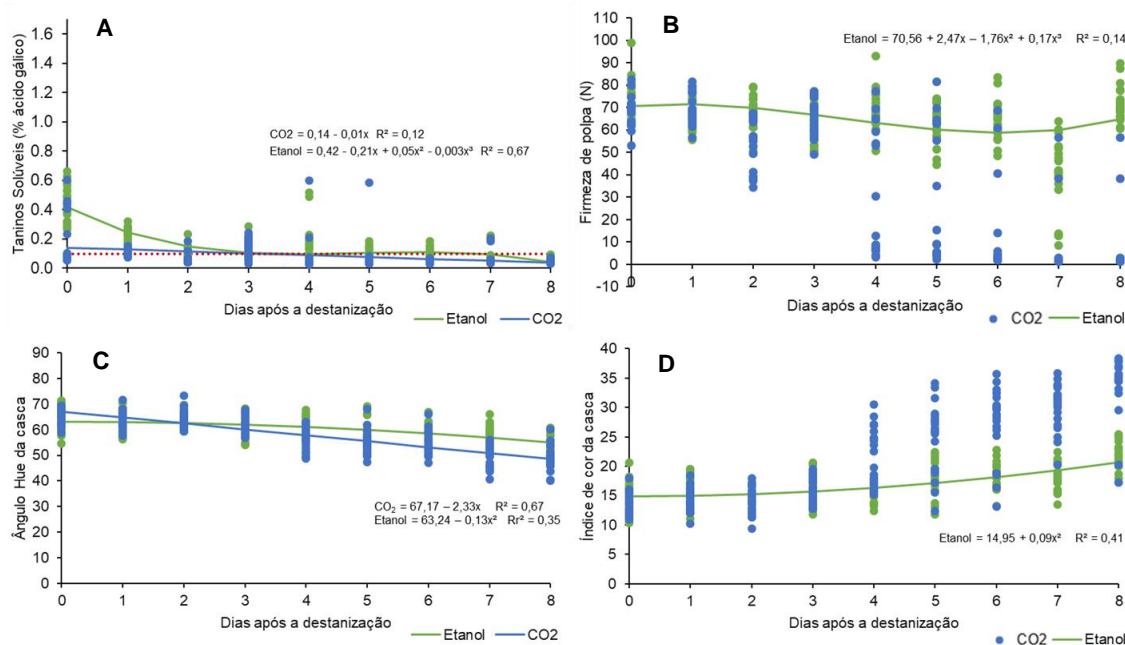 A
Taninos Solúveis (% ácido gálico)
1.6
1.4
1.2
1.0
0.8
0.6
0.4
0.2
0.0
CO2 = 0,14 - 0,01x R² = 0,12
Etanol = 0,42 - 0,21x + 0,05x² - 0,003x³ R² = 0,67
0 1 2 3 4 5 6 7 8
Dias após a destanização
Etanol CO2
B
Firmeza de polpa (N)
110
100
90
80
70
60
50
40
30
20
10
0
-10
Etanol = 70,56 + 2,47x – 1,76x² + 0,17x³ R² = 0,14
0 1 2 3 4 5 6 7 8
Dias após a destanização
CO2 Etanol
C
Ângulo Hue da casca
90
80
70
60
50
40
30
20
10
0
CO₂ = 67,17 – 2,33x R² = 0,67
Etanol = 63,24 – 0,13x² Rr² = 0,35
0 1 2 3 4 5 6 7 8
Dias após a destanização
Etanol CO2
D
Índice de cor da casca
40
35
30
25
20
15
10
5
0
Etanol = 14,95 + 0,09x² R² = 0,41
0 1 2 3 4 5 6 7 8
Dias após a destanização
CO2 Etanol